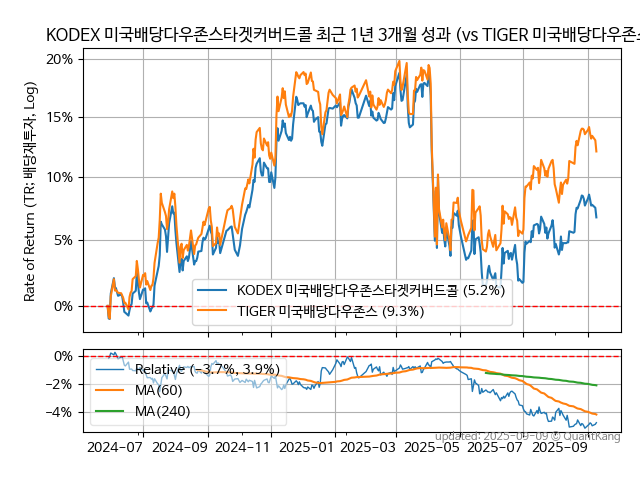 KODEX 미국배당다우존스타겟커버드콜 최근 1년 3개월 성과 (vs TIGER 미국배당다우존스
Rate of Return (TR: 배당재투자, Log)
20%
15%
10%
5%
0%
KODEX 미국배당다우존스타겟커버드콜 (5.2%)
TIGER 미국배당다우존스 (9.3%)
0%
−2%
−4%
Relative (−3.7%, 3.9%)
MA(60)
MA(240)
2024-07 2024-09 2024-11 2025-01 2025-03 2025-05 2025-07 2025-09
updated: 2025-09-09 © QuantKang